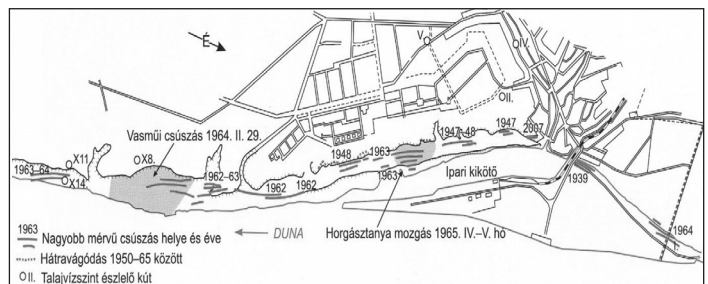 É
V.
IV.
II.
Vasműi csúszás 1964. II. 29.
X11
X8.
1963–64
X14
1962–63
1962
1962
1948
1963
1963
1947–48
1947
2007
Ipari kikötő
1939
1964
Horgásztanya mozgás 1965. IV.–V. hó
DUNA
1963
Nagyobb mérvű csúszás helye és éve
Hátravágódás 1950–65 között
II. Talajvízszint észlelő kút